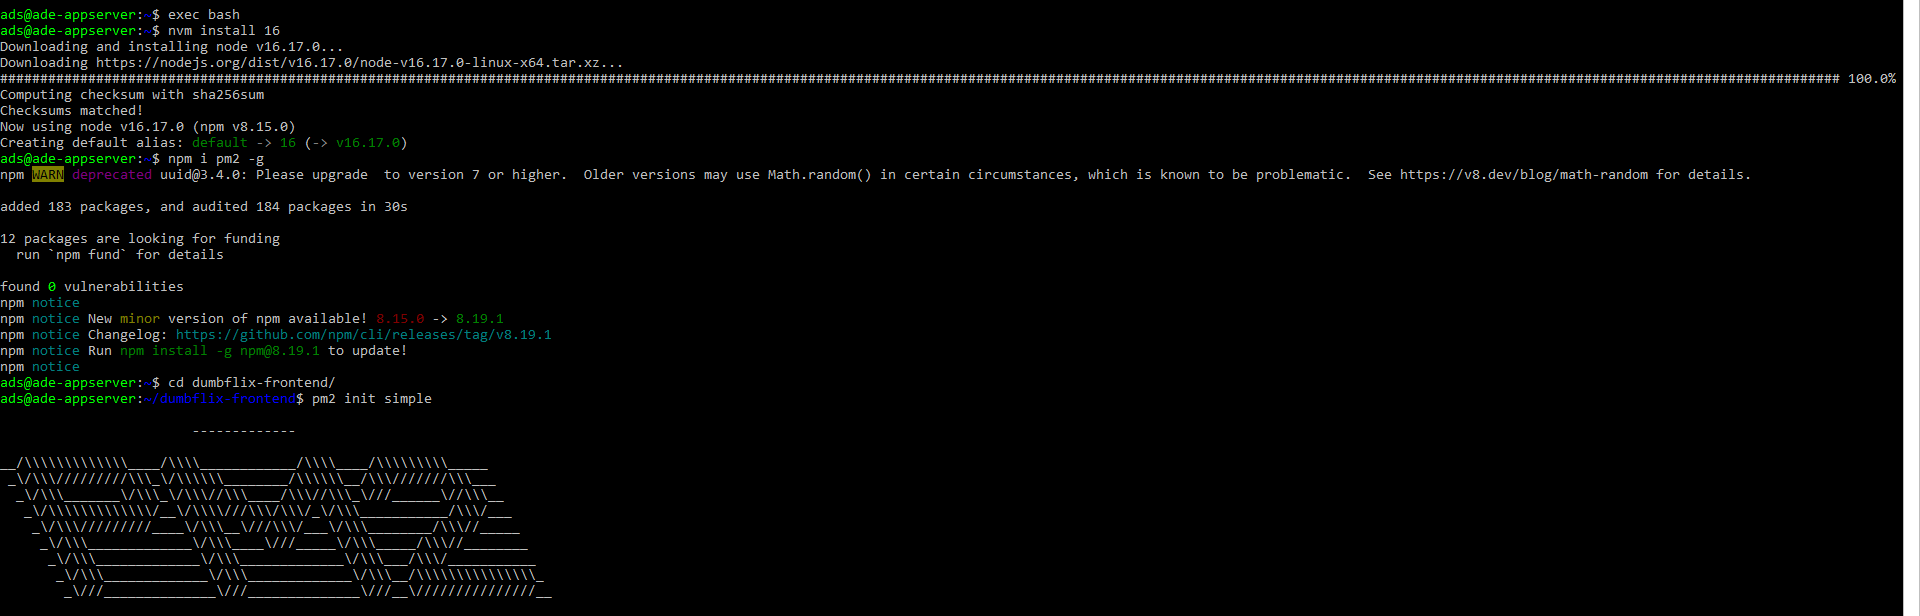 ads@ade-appserver:~$ exec bash
ads@ade-appserver:~$ nvm install 16
Downloading and installing node v16.17.0...
Downloading https://nodejs.org/dist/v16.17.0/node-v16.17.0-linux-x64.tar.xz...
###################################################################################################################################################################################################################################### 100.0%
Computing checksum with sha256sum
Checksums matched!
Now using node v16.17.0 (npm v8.15.0)
Creating default alias: default -> 16 (-> v16.17.0)
ads@ade-appserver:~$ npm i pm2 -g
npm WARN deprecated uuid@3.4.0: Please upgrade  to version 7 or higher.  Older versions may use Math.random() in certain circumstances, which is known to be problematic.  See https://v8.dev/blog/math-random for details.

added 183 packages, and audited 184 packages in 30s

12 packages are looking for funding
  run `npm fund` for details

found 0 vulnerabilities
npm notice
npm notice New minor version of npm available! 8.15.0 -> 8.19.1
npm notice Changelog: https://github.com/npm/cli/releases/tag/v8.19.1
npm notice Run npm install -g npm@8.19.1 to update!
npm notice
ads@ade-appserver:~$ cd dumbflix-frontend/
ads@ade-appserver:~/dumbflix-frontend$ pm2 init simple

                        -------------

__/\\\\\\\\\\\\\____/\\\\____________/\\\\____/\\\\\\\\\_____
 _\/\\\/////////\\\_\/\\\\\\________/\\\\\\__/\\\///////\\\___
  _\/\\\_______\/\\\_\/\\\//\\\____/\\\//\\\_\///______\//\\\__
   _\/\\\\\\\\\\\\\/__\/\\\\///\\\/\\\/_\/\\\___________/\\\/___
    _\/\\\/////////____\/\\\__\///\\\/___\/\\\________/\\\//_____
     _\/\\\_____________\/\\\____\///_____\/\\\_____/\\\//________
      _\/\\\_____________\/\\\_____________\/\\\___/\\\/___________
       _\/\\\_____________\/\\\_____________\/\\\__/\\\\\\\\\\\\\\\_
        _\///______________\///______________\///__\///////////////__